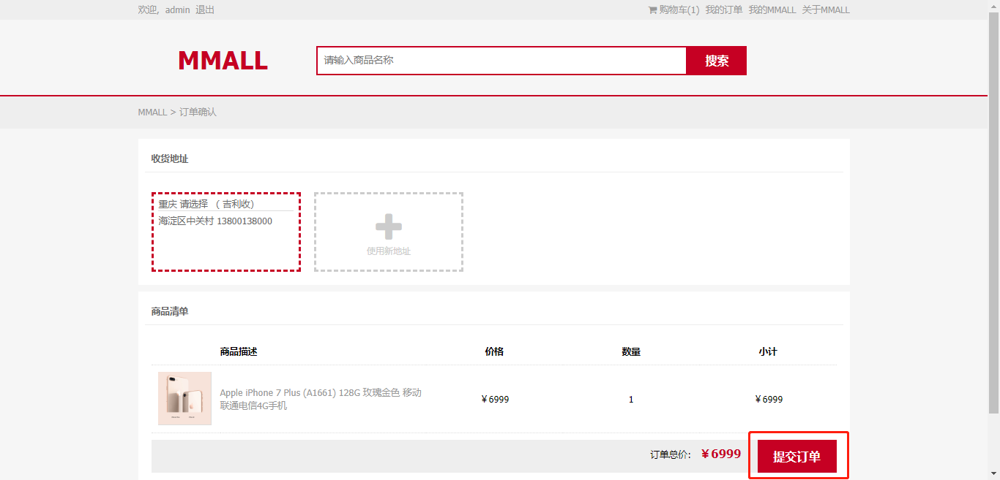 欢迎, admin 退出
购物车(1) 我的订单 我的MMALL 关于MMALL
MMALL
请输入商品名称
搜索
MMALL > 订单确认
收货地址
重庆 请选择 （ 吉利收）
海淀区中关村 13800138000
使用新地址
商品清单
商品描述 价格 数量 小计
Apple iPhone 7 Plus (A1661) 128G 玫瑰金色 移动
联通电信4G手机
￥6999 1 ￥6999
订单总价: ￥6999 提交订单